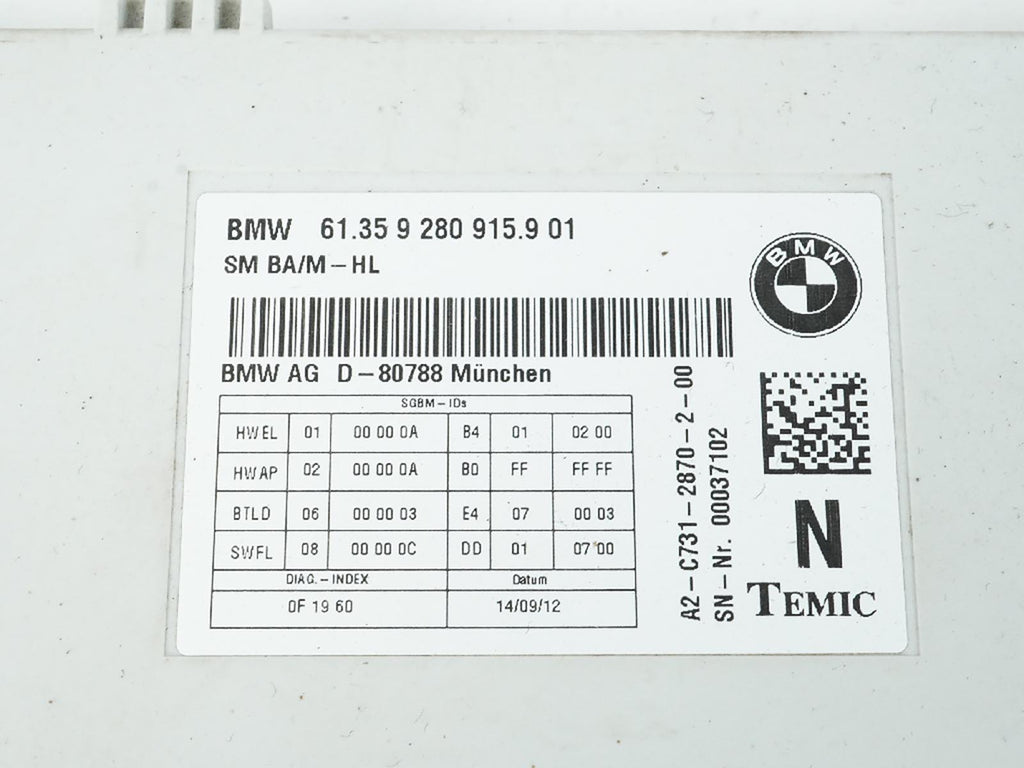 BMW 61.35 9 280 915.9 01
SM BA/M-HL
BMW
BMW AG D-80788 München
SGBM-IDs
HWEL 01 00 00 0A B4 01 02 00
HWAP 02 00 00 0A B0 FF FF FF
BTLD 06 00 00 03 E4 07 00 03
SWFL 08 00 00 0C DD 01 07 00
DIAG.-INDEX Datum
0F 19 60 14/09/12
A2-C731-2870-2-00
SN-Nr. 00037102
N
TEMIC